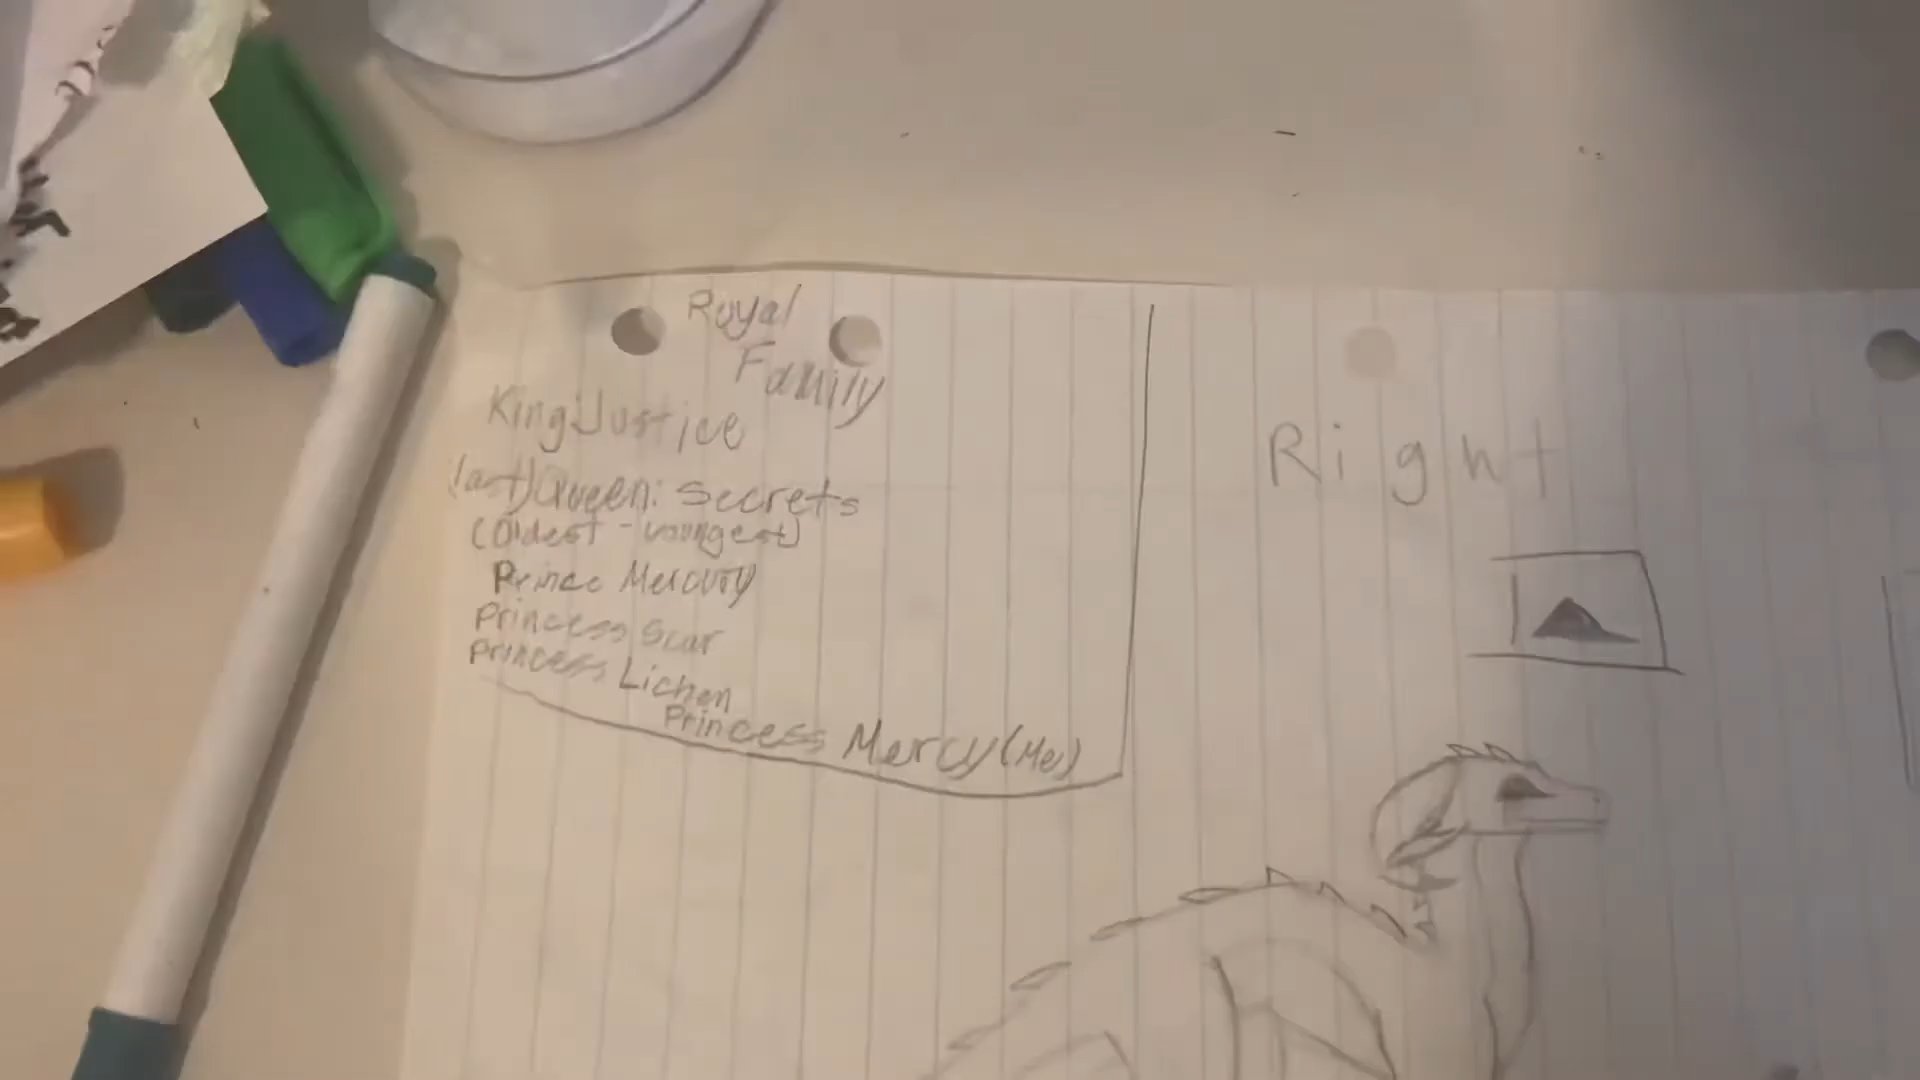 Royal
Family
King: Justice
(last) Queen: Secrets
(Oldest - youngest)
Prince Mercury
Princess Scar
Princess Lichen
Princess Mercy (Me)
Right